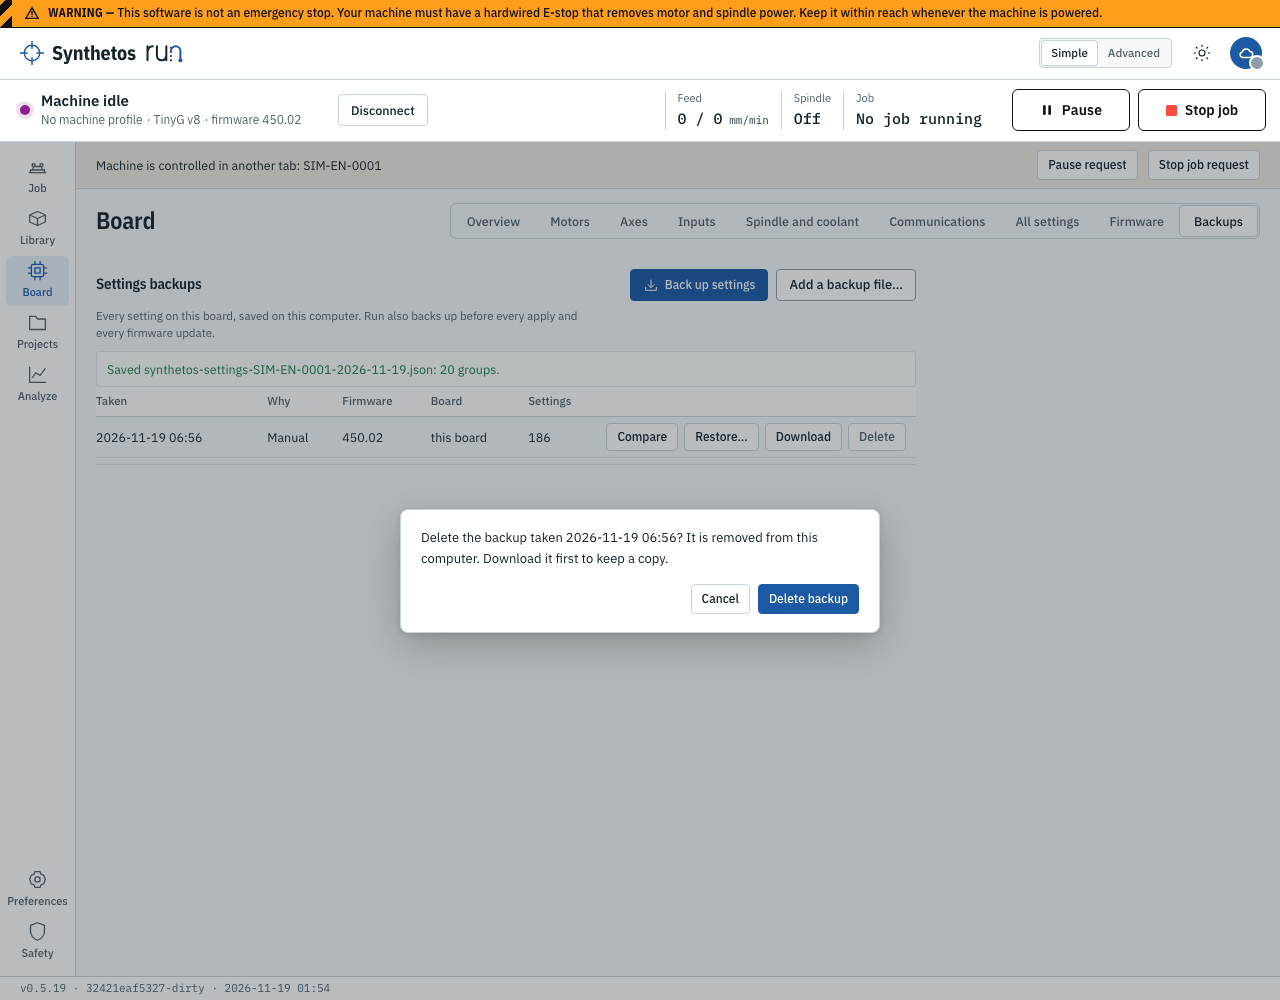 WARNING — This software is not an emergency stop. Your machine must have a hardwired E-stop that removes motor and spindle power. Keep it within reach whenever the machine is powered.
Synthetos run
Simple
Advanced
Machine idle
No machine profile · TinyG v8 · firmware 450.02
Disconnect
Feed
0 / 0 mm/min
Spindle
Off
Job
No job running
Pause
Stop job
Machine is controlled in another tab: SIM-EN-0001
Pause request
Stop job request
Job
Library
Board
Projects
Analyze
Preferences
Safety
Board
Overview
Motors
Axes
Inputs
Spindle and coolant
Communications
All settings
Firmware
Backups
Settings backups
Back up settings
Add a backup file...
Every setting on this board, saved on this computer. Run also backs up before every apply and
every firmware update.
Saved synthetos-settings-SIM-EN-0001-2026-11-19.json: 20 groups.
Taken Why Firmware Board Settings
2026-11-19 06:56 Manual 450.02 this board 186 Compare Restore... Download Delete
Delete the backup taken 2026-11-19 06:56? It is removed from this
computer. Download it first to keep a copy.
Cancel
Delete backup
v0.5.19 · 32421eaf5327-dirty · 2026-11-19 01:54